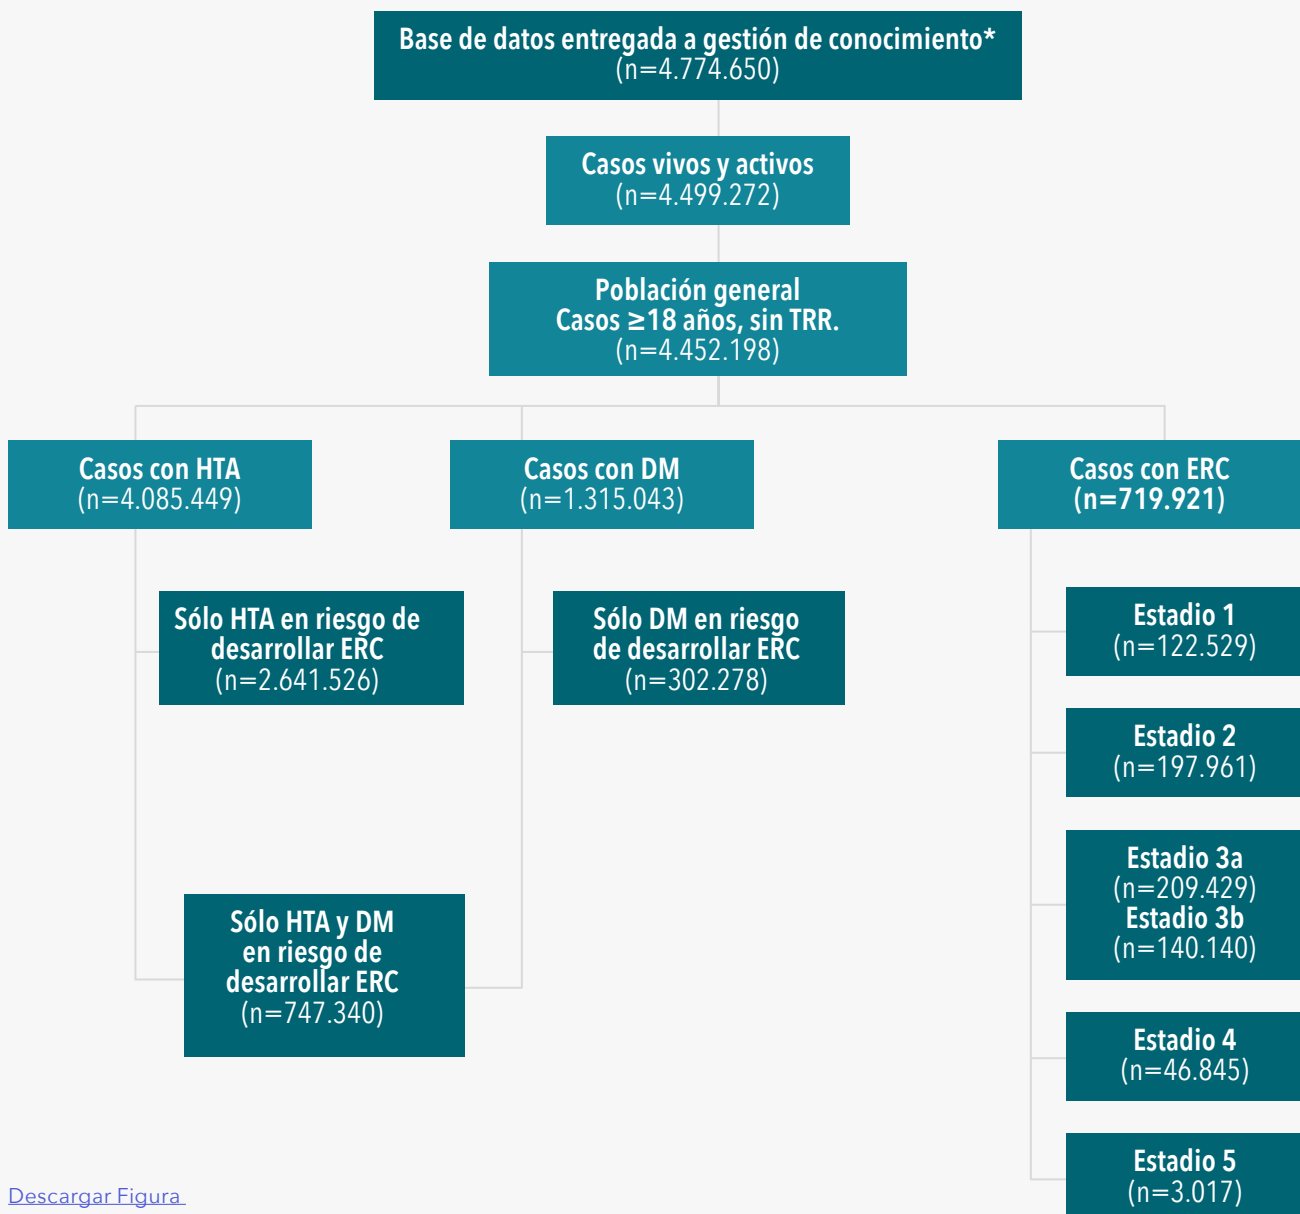 Base de datos entregada a gestión de conocimiento*
(n=4.774.650)
Casos vivos y activos
(n=4.499.272)
Población general
Casos ≥18 años, sin TRR.
(n=4.452.198)
Casos con HTA
(n=4.085.449)
Casos con DM
(n=1.315.043)
Casos con ERC
(n=719.921)
Sólo HTA en riesgo de
desarrollar ERC
(n=2.641.526)
Sólo DM en riesgo
de desarrollar ERC
(n=302.278)
Sólo HTA y DM
en riesgo de
desarrollar ERC
(n=747.340)
Estadio 1
(n=122.529)
Estadio 2
(n=197.961)
Estadio 3a
(n=209.429)
Estadio 3b
(n=140.140)
Estadio 4
(n=46.845)
Estadio 5
(n=3.017)
Descargar Figura